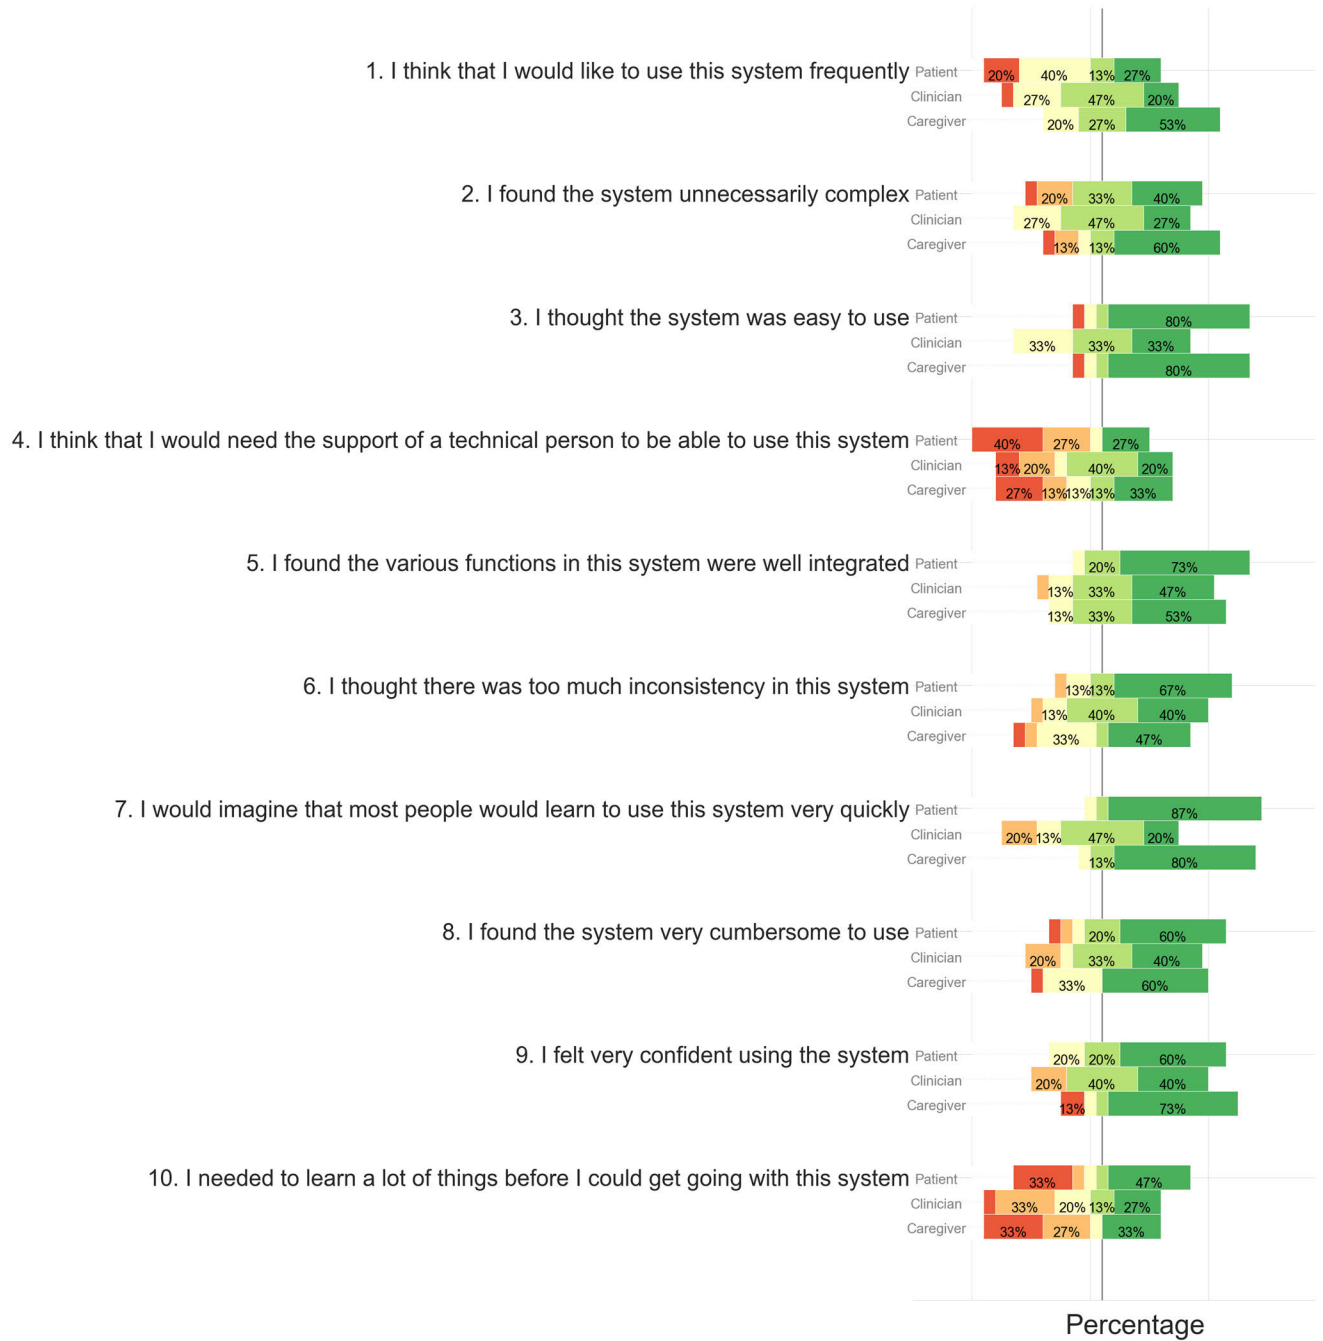 1. I think that I would like to use this system frequently
Patient 20% 40% 13% 27%
Clinician 27% 47% 20%
Caregiver 20% 27% 53%
2. I found the system unnecessarily complex
Patient 20% 33% 40%
Clinician 27% 47% 27%
Caregiver 13% 13% 60%
3. I thought the system was easy to use
Patient 80%
Clinician 33% 33% 33%
Caregiver 80%
4. I think that I would need the support of a technical person to be able to use this system
Patient 40% 27% 27%
Clinician 13% 20% 40% 20%
Caregiver 27% 13% 13% 13% 33%
5. I found the various functions in this system were well integrated
Patient 20% 73%
Clinician 13% 33% 47%
Caregiver 13% 33% 53%
6. I thought there was too much inconsistency in this system
Patient 13% 13% 67%
Clinician 13% 40% 40%
Caregiver 33% 47%
7. I would imagine that most people would learn to use this system very quickly
Patient 87%
Clinician 20% 13% 47% 20%
Caregiver 13% 80%
8. I found the system very cumbersome to use
Patient 20% 60%
Clinician 20% 33% 40%
Caregiver 33% 60%
9. I felt very confident using the system
Patient 20% 20% 60%
Clinician 20% 40% 40%
Caregiver 13% 73%
10. I needed to learn a lot of things before I could get going with this system
Patient 33% 47%
Clinician 33% 20% 13% 27%
Caregiver 33% 27% 33%
Percentage